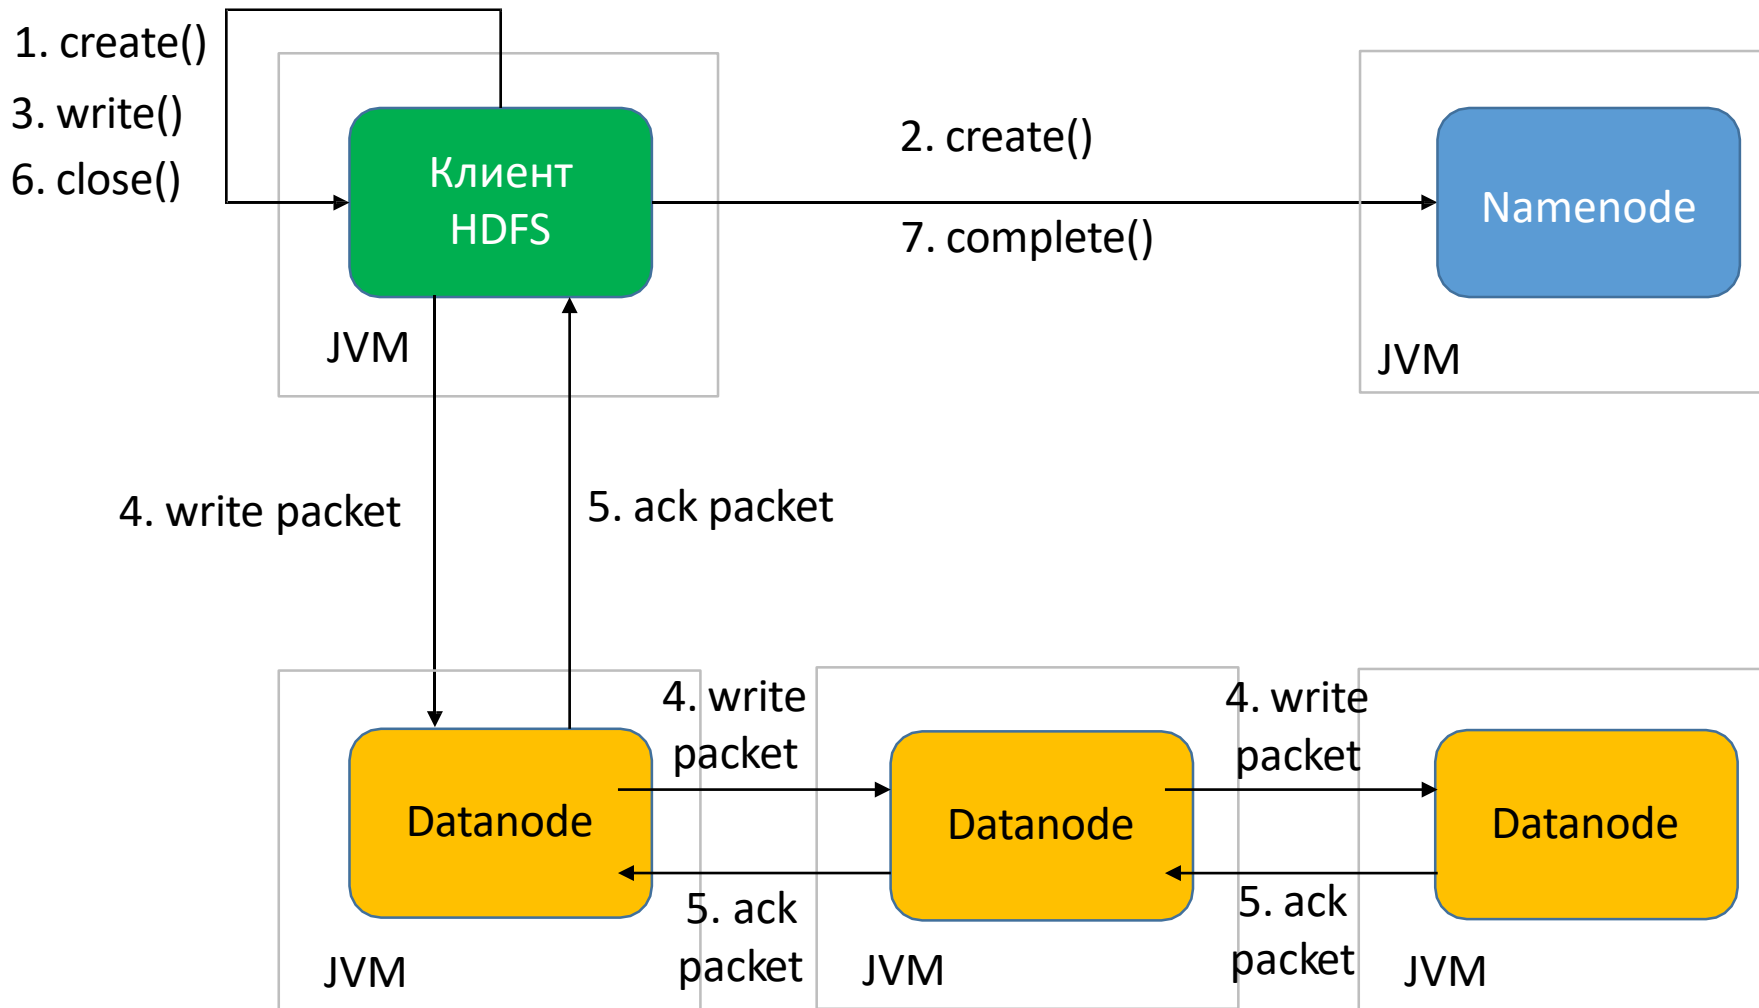 1. create()
3. write()
6. close()
Клиент
HDFS
JVM
2. create()
7. complete()
Namenode
JVM
4. write packet
5. ack packet
4. write
packet
4. write
packet
Datanode
Datanode
Datanode
5. ack
packet
5. ack
packet
JVM
JVM
JVM